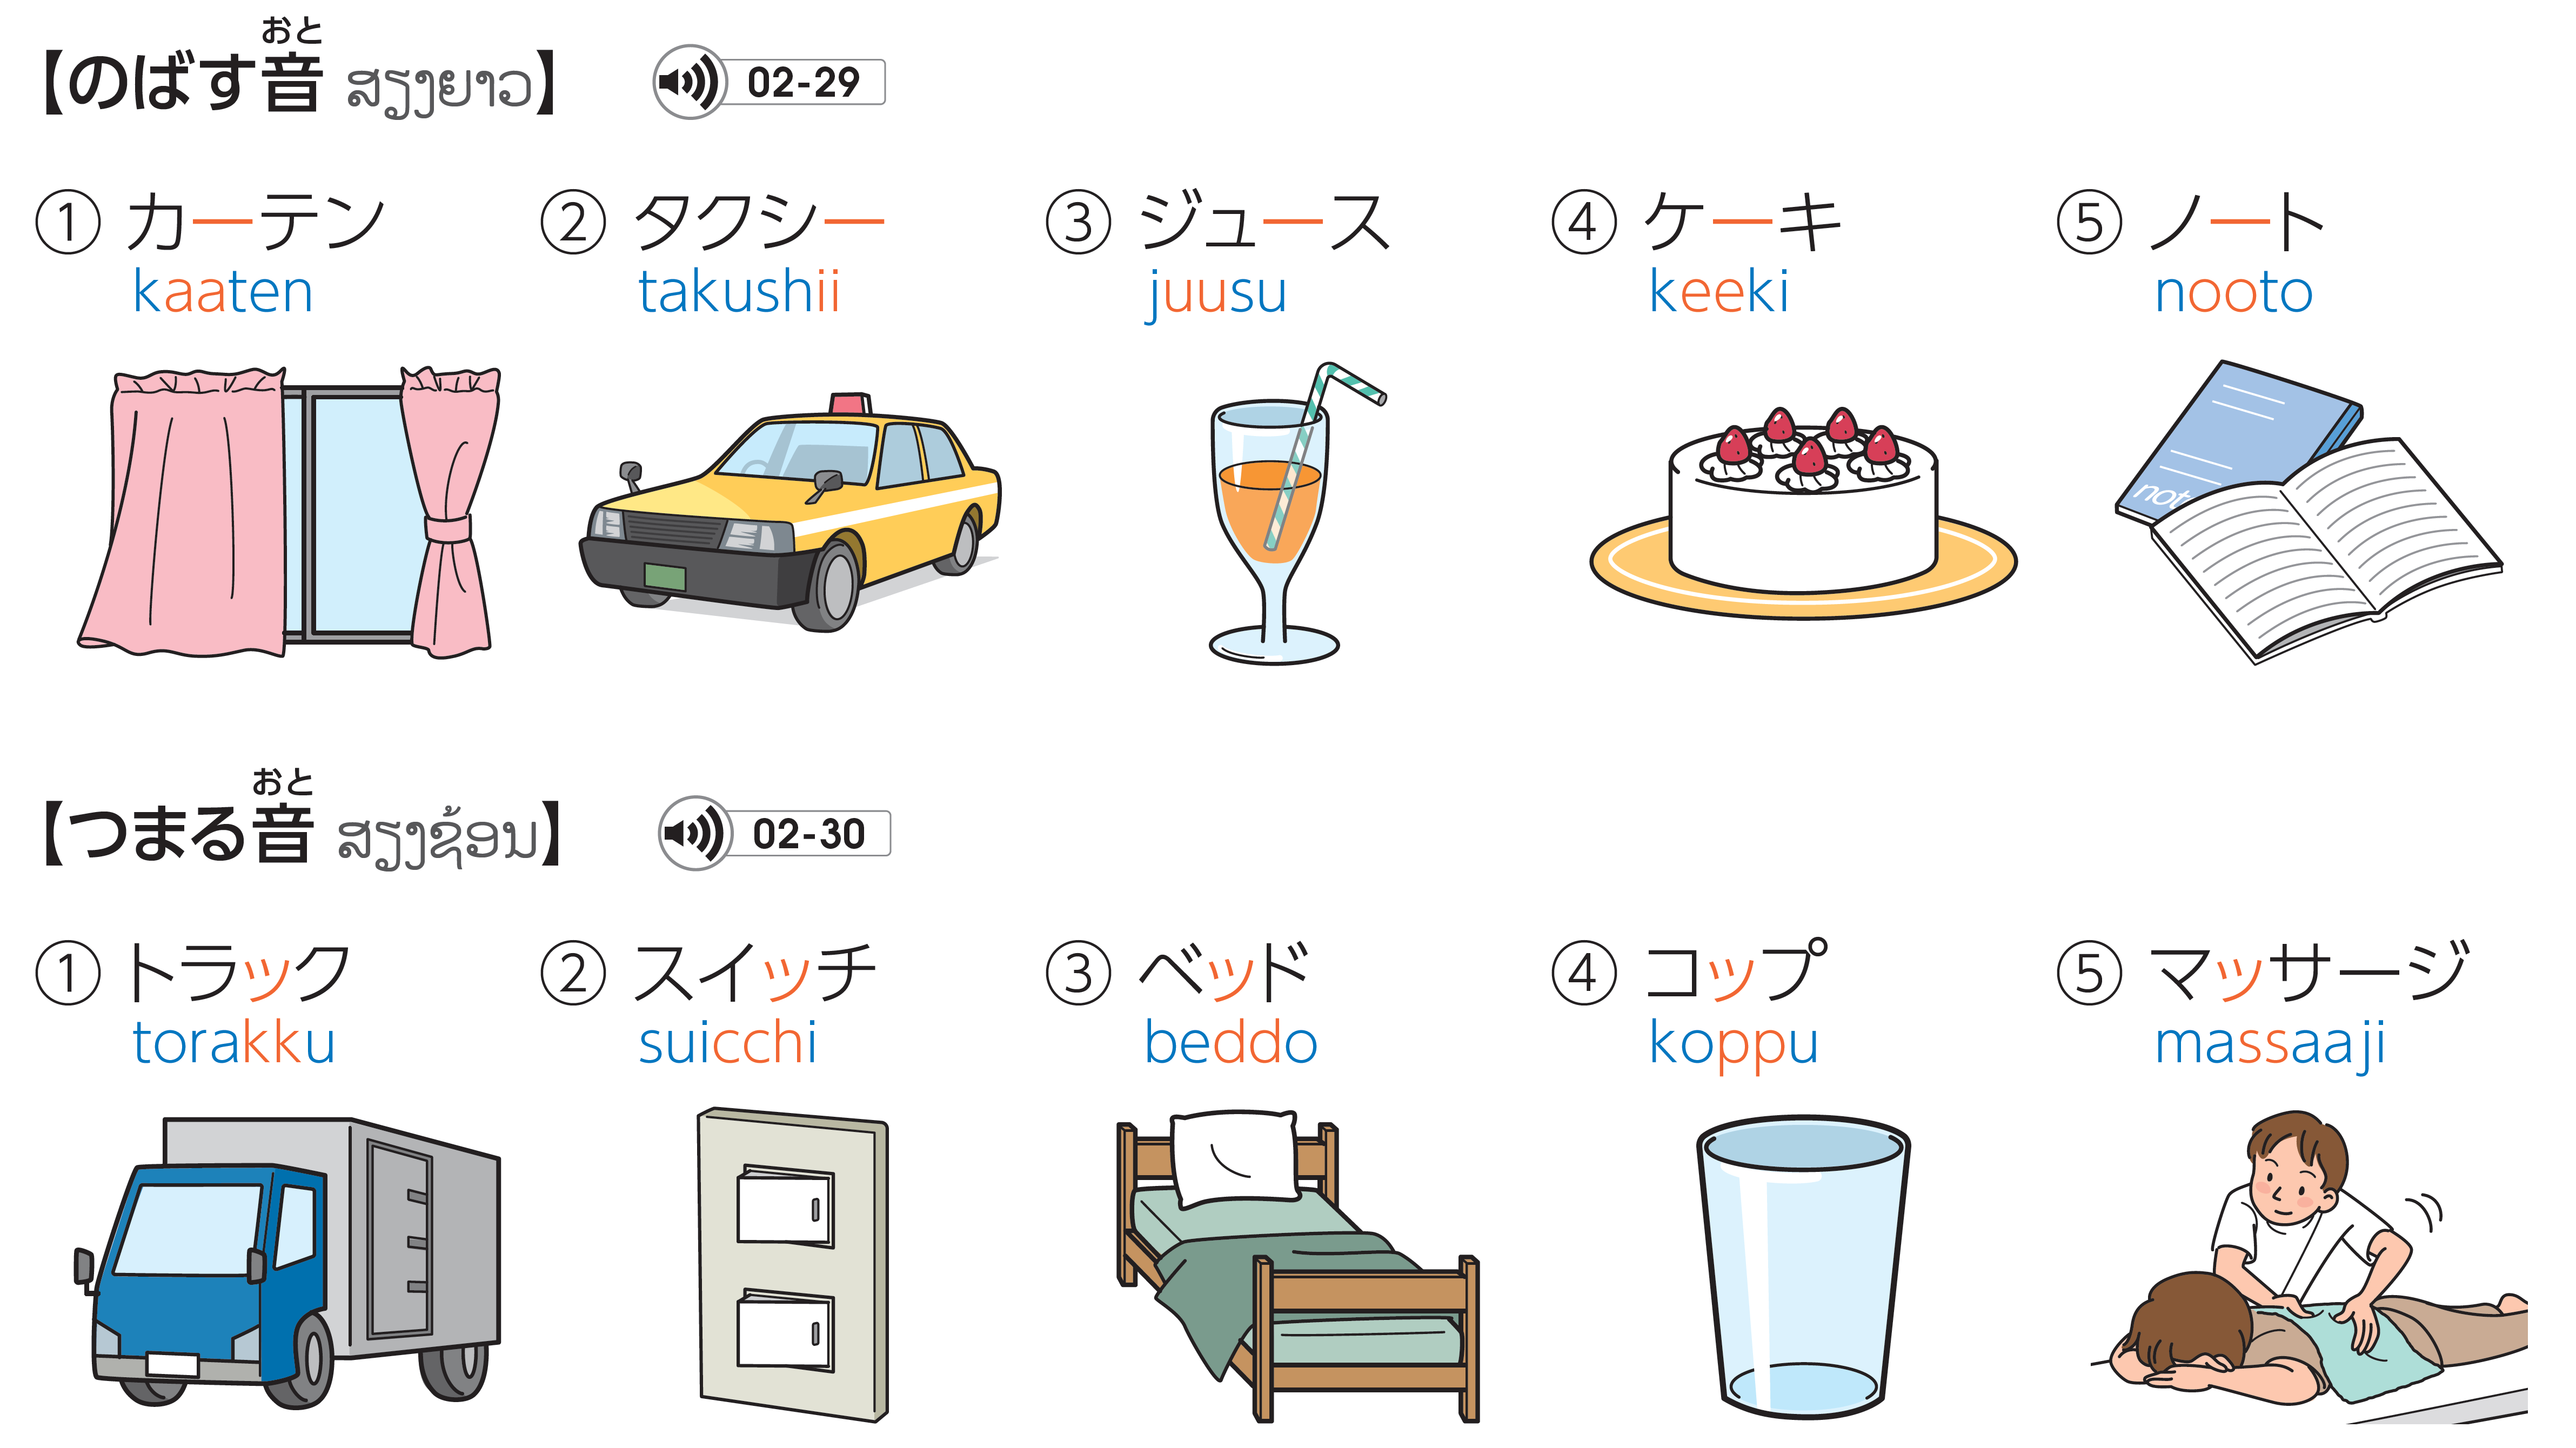 【のばす音 ສຽງຍາວ】 02-29
おと
① カーテン ② タクシー ③ ジュース ④ ケーキ ⑤ ノート
kaaten takushii juusu keeki nooto
not
【つまる音 ສຽງຊ້ອນ】 02-30
おと
① トラック ② スイッチ ③ ベッド ④ コップ ⑤ マッサージ
torakku suicchi beddo koppu massaaji